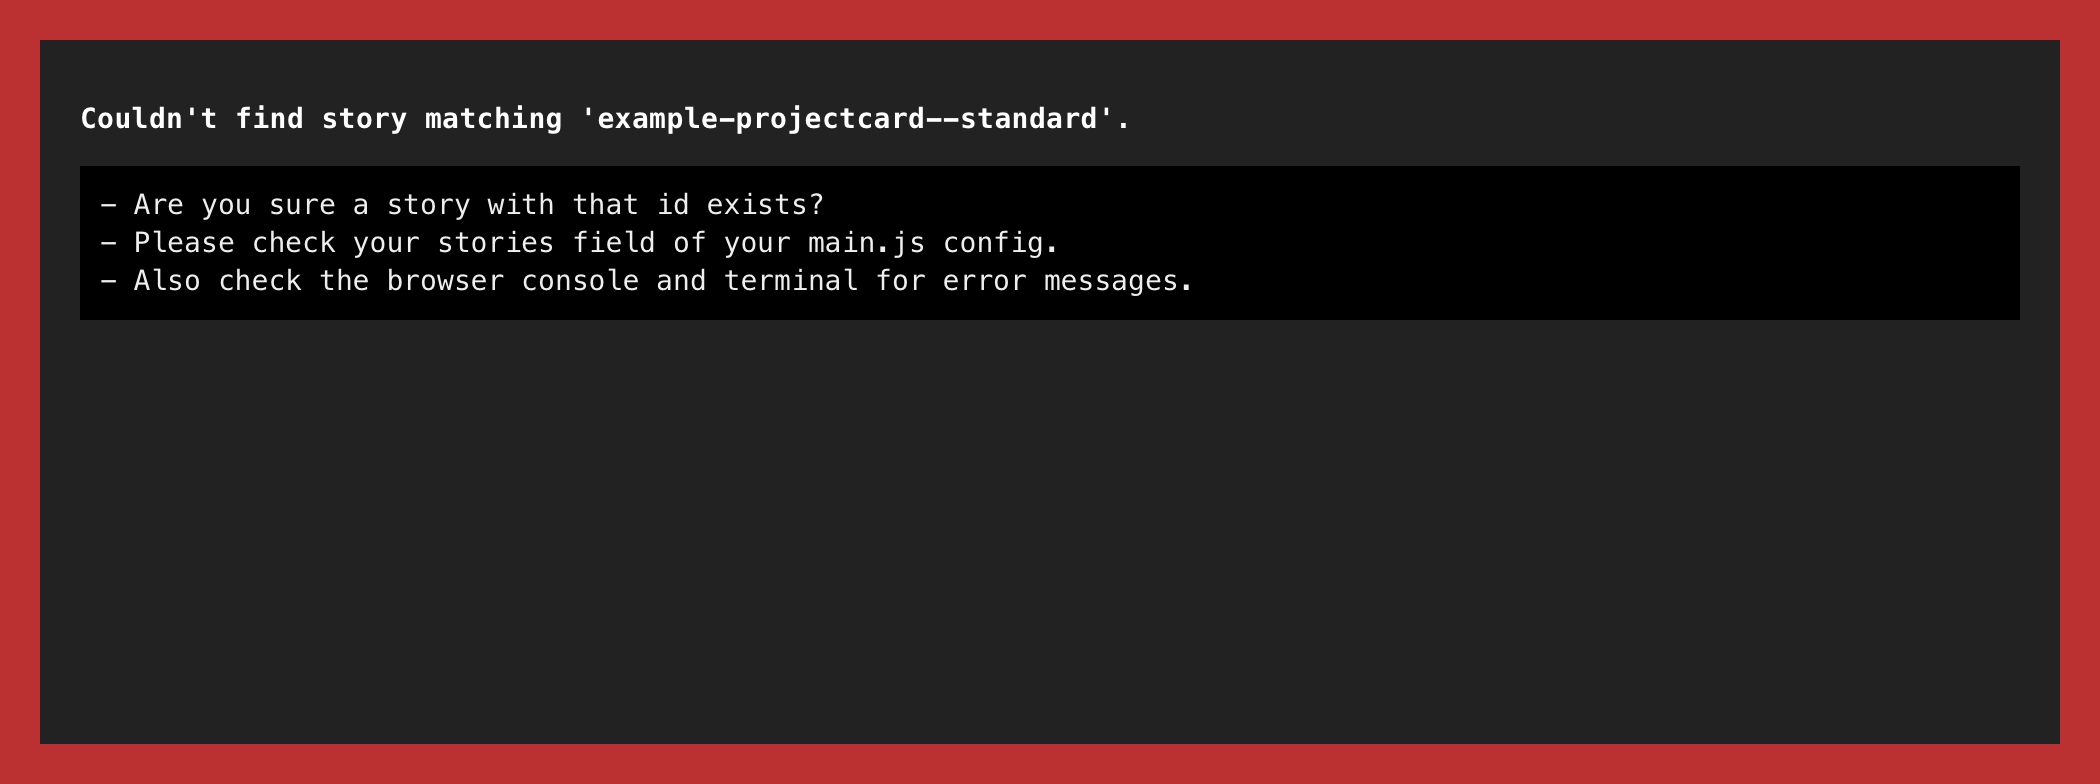 Couldn't find story matching 'example-projectcard--standard'.
- Are you sure a story with that id exists?
- Please check your stories field of your main.js config.
- Also check the browser console and terminal for error messages.